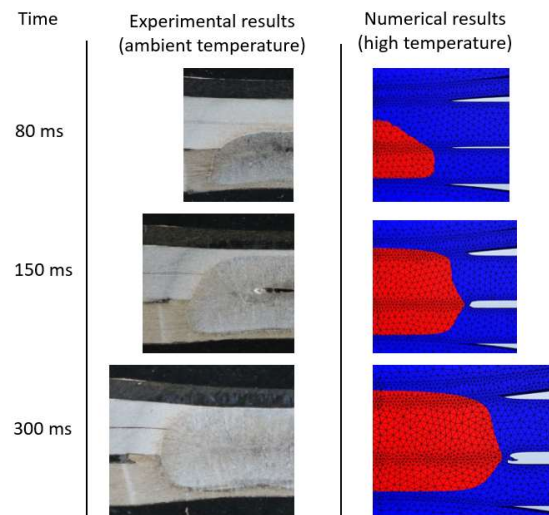 Time
Experimental results
(ambient temperature)
Numerical results
(high temperature)
80 ms
150 ms
300 ms